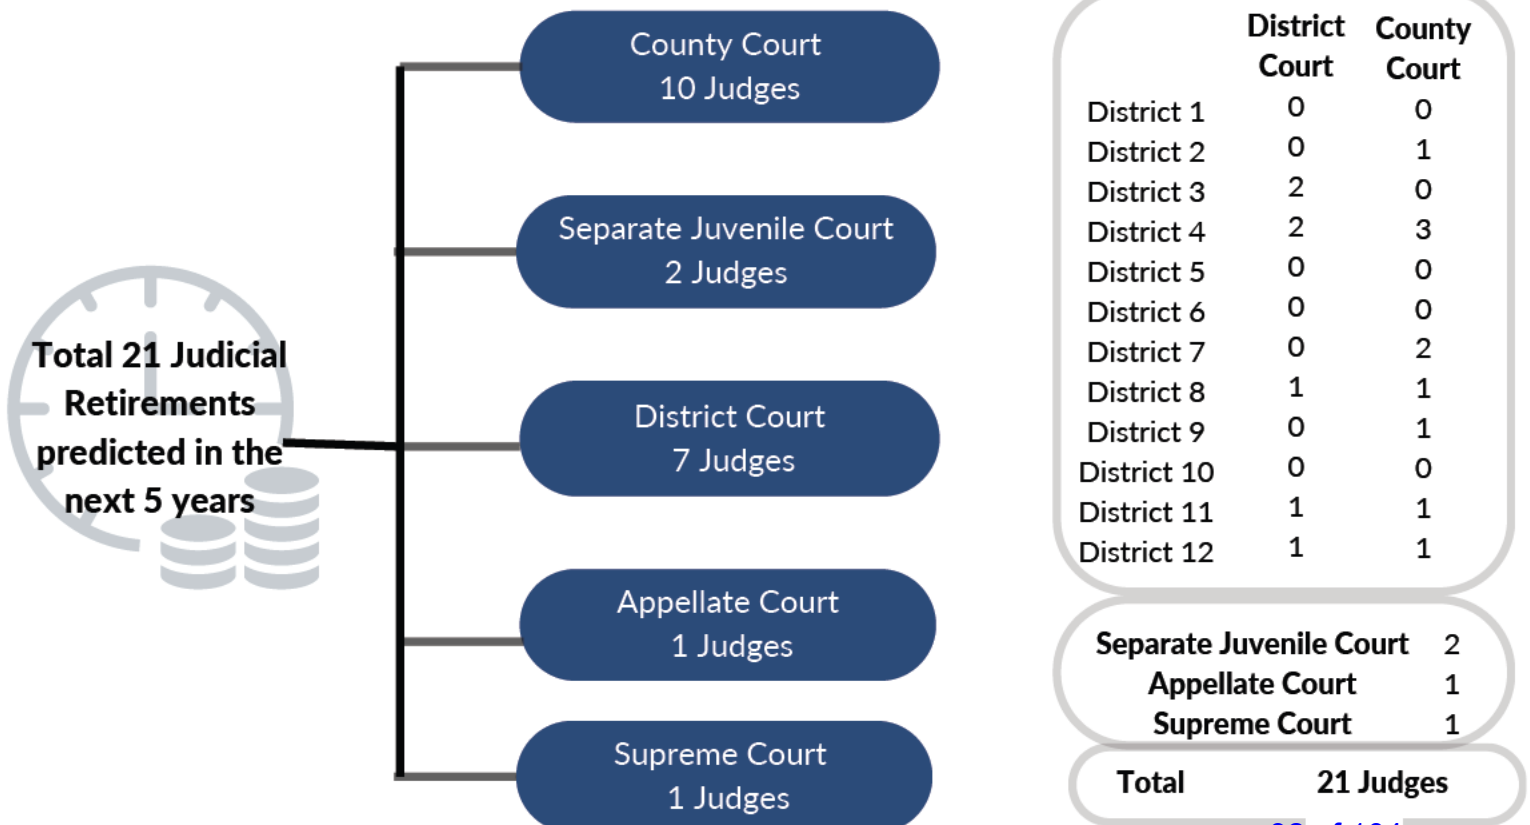 Total 21 Judicial
Retirements
predicted in the
next 5 years
County Court
10 Judges
Separate Juvenile Court
2 Judges
District Court
7 Judges
Appellate Court
1 Judges
Supreme Court
1 Judges
District County
Court Court
District 1 0 0
District 2 0 1
District 3 2 0
District 4 2 3
District 5 0 0
District 6 0 0
District 7 0 2
District 8 1 1
District 9 0 1
District 10 0 0
District 11 1 1
District 12 1 1
Separate Juvenile Court 2
Appellate Court 1
Supreme Court 1
Total 21 Judges